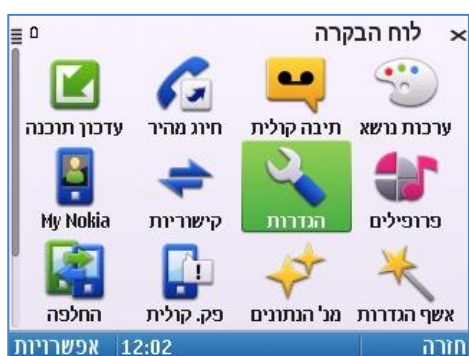 לוח הבקרה
ערכות נושא תיבה קולית חיוג מהיר עדכון תוכנה
פרופילים הגדרות קישוריות My Nokia
אשף הגדרות מנ' הנתונים פק. קולית החלפה
חזרה 12:02 אפשרויות